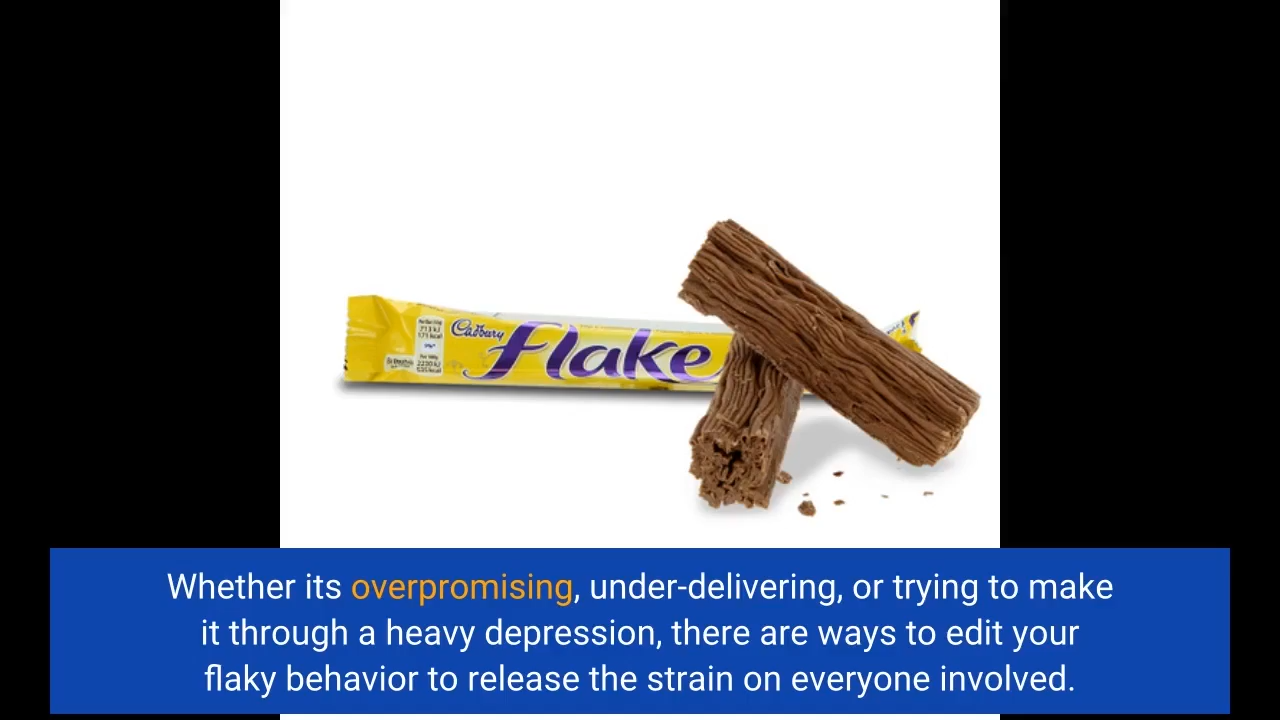 Cadbury
Flake
Whether its overpromising, under-delivering, or trying to make
it through a heavy depression, there are ways to edit your
flaky behavior to release the strain on everyone involved.